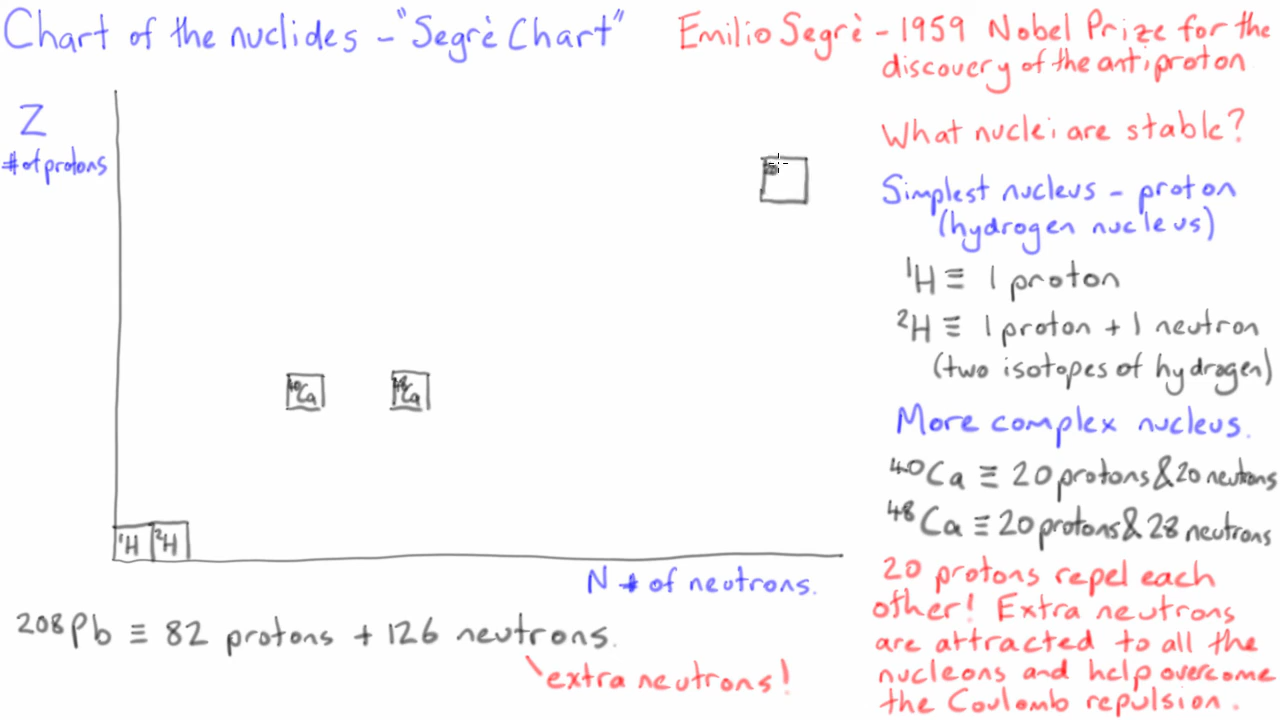 Chart of the nuclides - "Segrè Chart"
Emilio Segrè - 1959 Nobel Prize for the
discovery of the antiproton
Z
# of protons
What nuclei are stable?
Simplest nucleus - proton
(hydrogen nucleus)
¹H ≡ 1 proton
²H ≡ 1 proton + 1 neutron
(two isotopes of hydrogen)
More complex nucleus.
⁴⁰Ca ≡ 20 protons & 20 neutrons
⁴⁸Ca ≡ 20 protons & 28 neutrons
20 protons repel each
other! Extra neutrons
are attracted to all the
nucleons and help overcome
the Coulomb repulsion.
⁴⁰Ca
⁴⁸Ca
¹H
²H
N # of neutrons.
²⁰⁸Pb ≡ 82 protons + 126 neutrons.
extra neutrons!